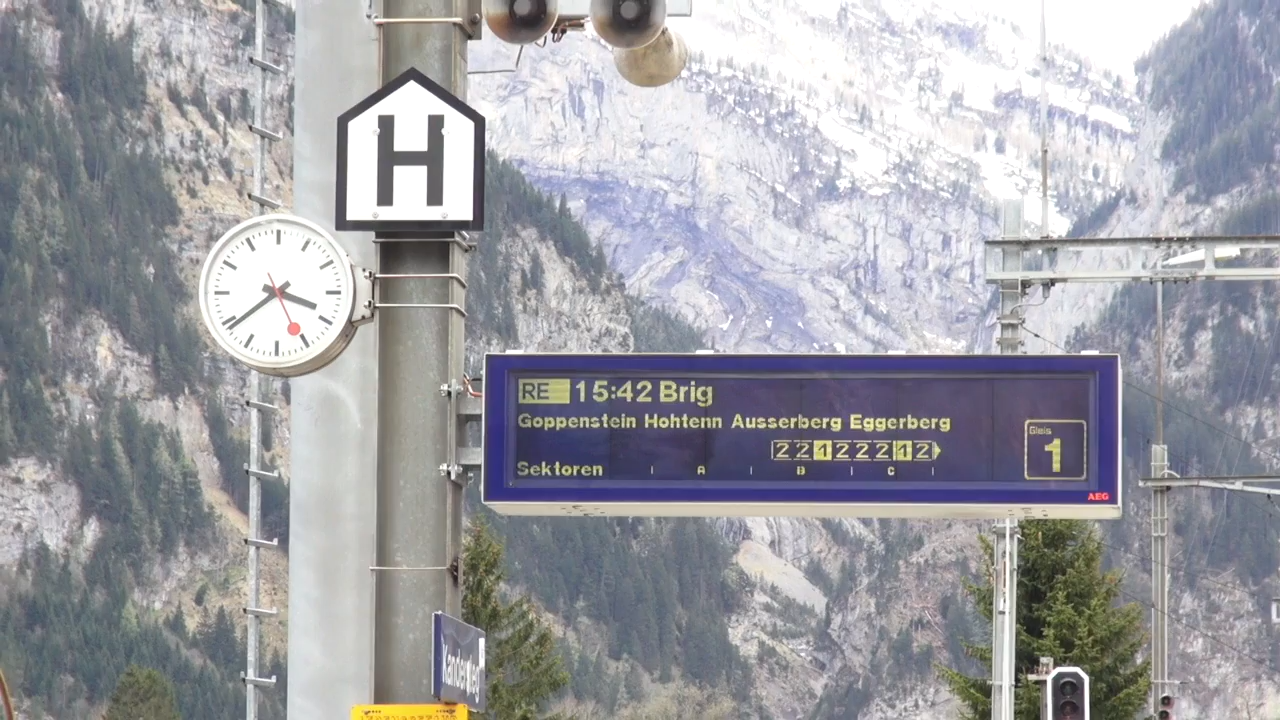 H
RE 15:42 Brig
Goppenstein Hohtenn Ausserberg Eggerberg
2 2 1 2 2 2 1 2
Sektoren A B C
Gleis
1
AEG
Kandersteg